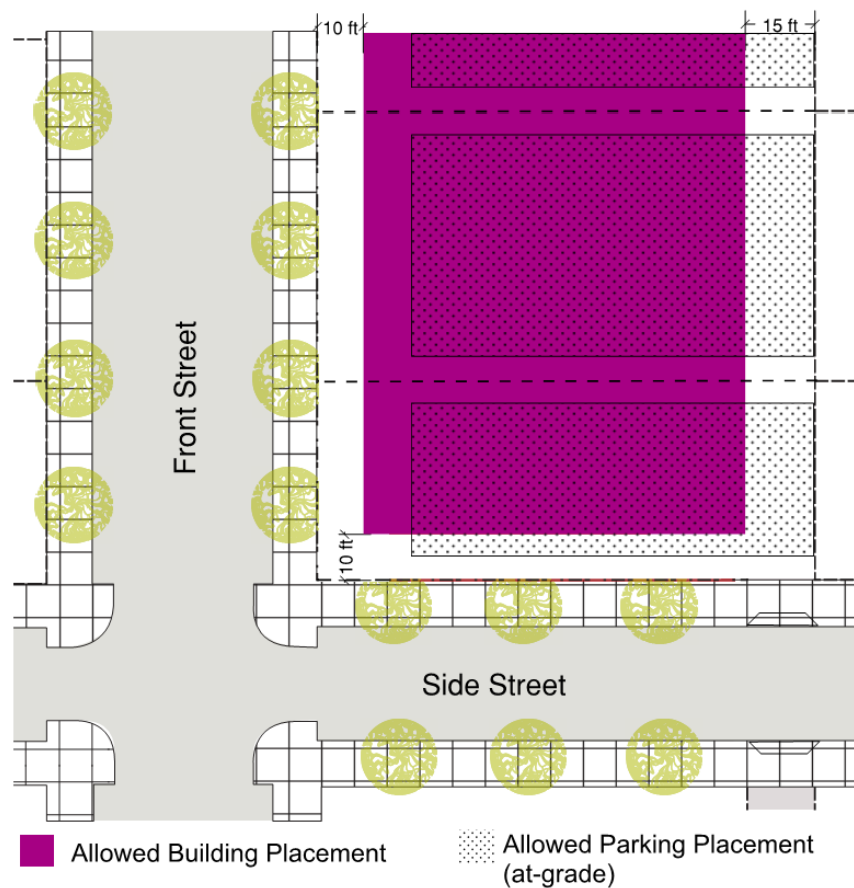 10 ft
15 ft
Front Street
10 ft
Side Street
Allowed Building Placement
Allowed Parking Placement
(at-grade)